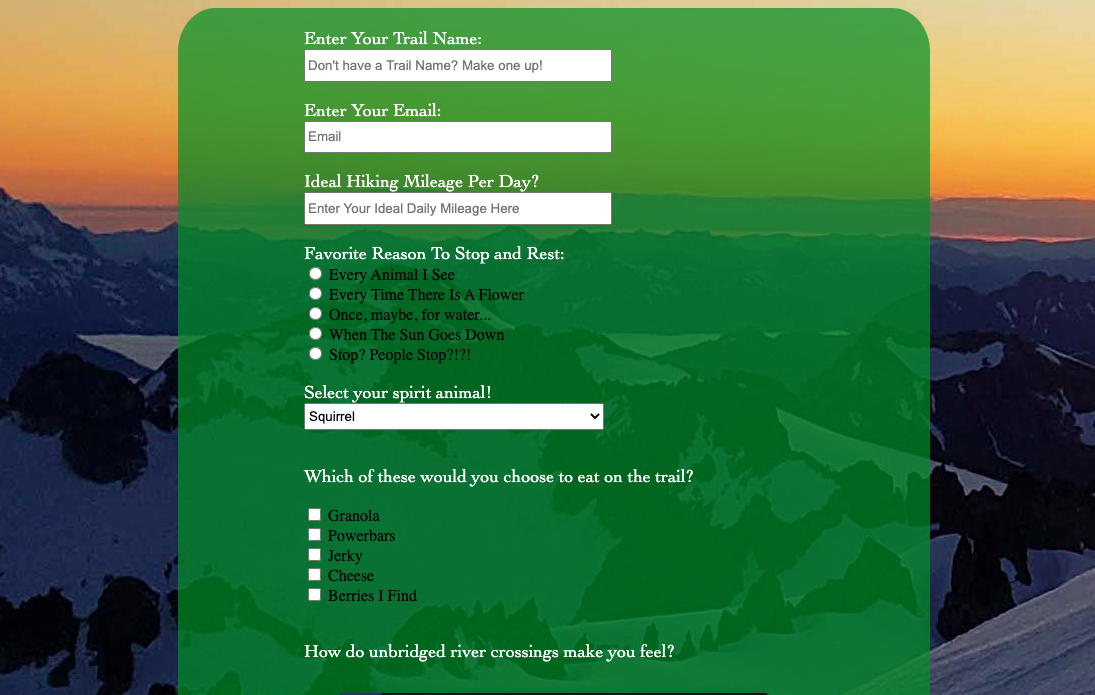 Enter Your Trail Name:
Don't have a Trail Name? Make one up!
Enter Your Email:
Email
Ideal Hiking Mileage Per Day?
Enter Your Ideal Daily Mileage Here
Favorite Reason To Stop and Rest:
Every Animal I See
Every Time There Is A Flower
Once, maybe, for water...
When The Sun Goes Down
Stop? People Stop?!?!
Select your spirit animal!
Squirrel
Which of these would you choose to eat on the trail?
Granola
Powerbars
Jerky
Cheese
Berries I Find
How do unbridged river crossings make you feel?